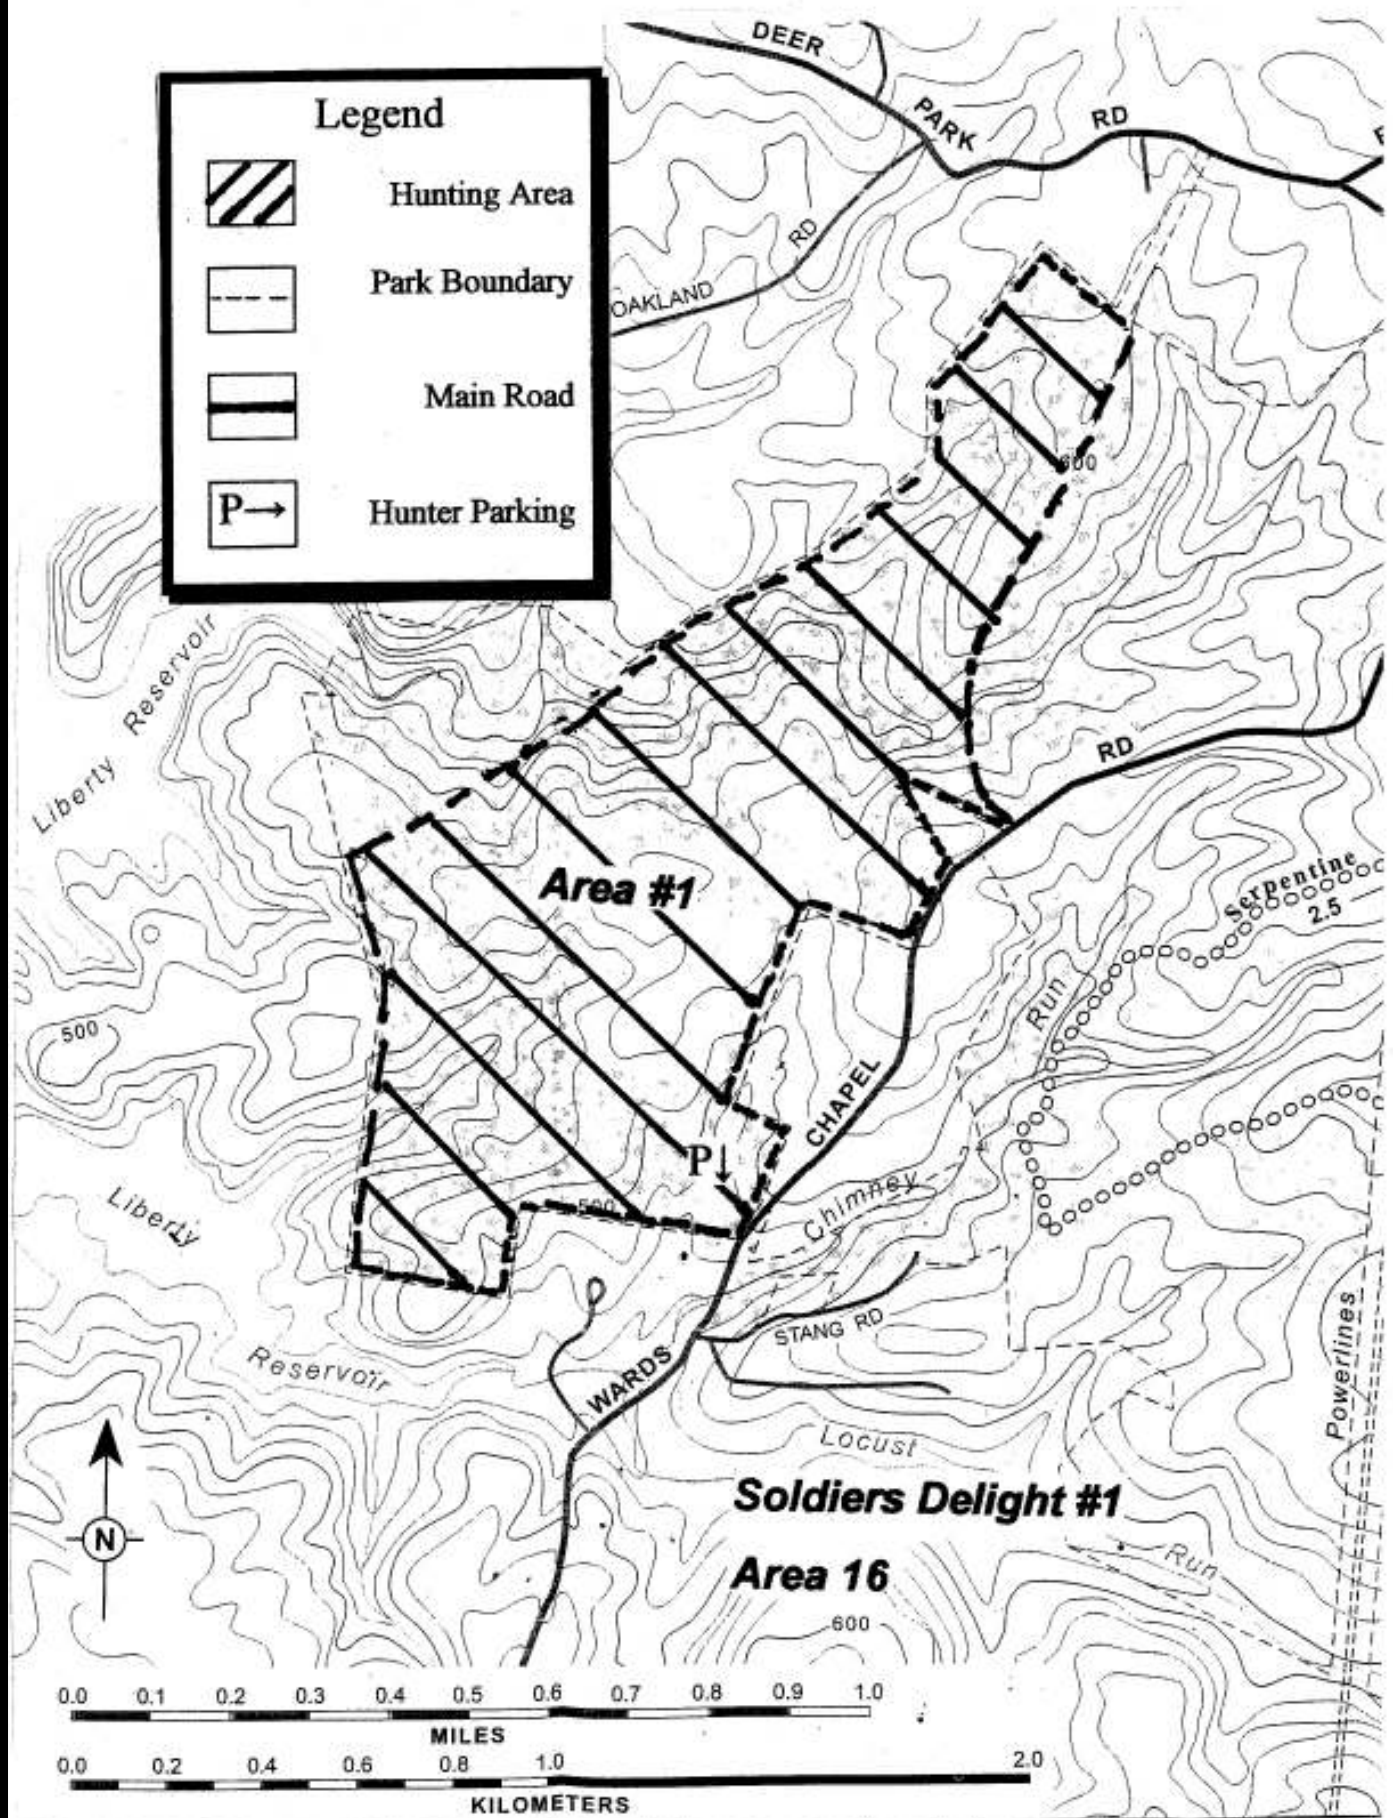 DEER
PARK
RD
Legend
Hunting Area
Park Boundary
Main Road
P→
Hunter Parking
RD
OAKLAND
600
Liberty Reservoir
RD
Area #1
Serpentine
2.5
500
Run
CHAPEL
P↓
Chimney
500
Liberty
STANG RD
Reservoir
WARDS
Powerlines
Locust
Soldiers Delight #1
Run
N
Area 16
600
0.0 0.1 0.2 0.3 0.4 0.5 0.6 0.7 0.8 0.9 1.0
MILES
0.0 0.2 0.4 0.6 0.8 1.0 2.0
KILOMETERS